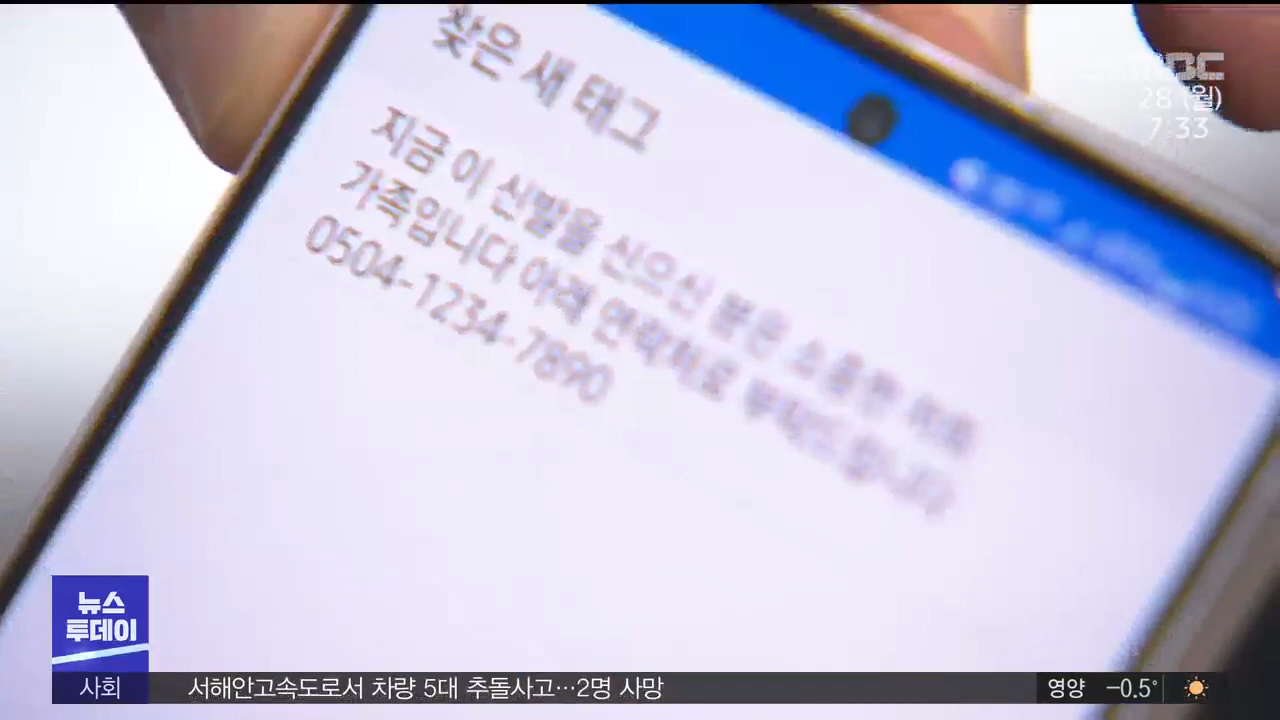 찾은 새 태그
지금 이 신발을 신으신 분은 소중한 저희
가족입니다 아래 연락처로 부탁드립니다
0504-1234-7890
MBC
28 (월)
7:33
뉴스
투데이
사회
서해안고속도로서 차량 5대 추돌사고…2명 사망
영양 -0.5°